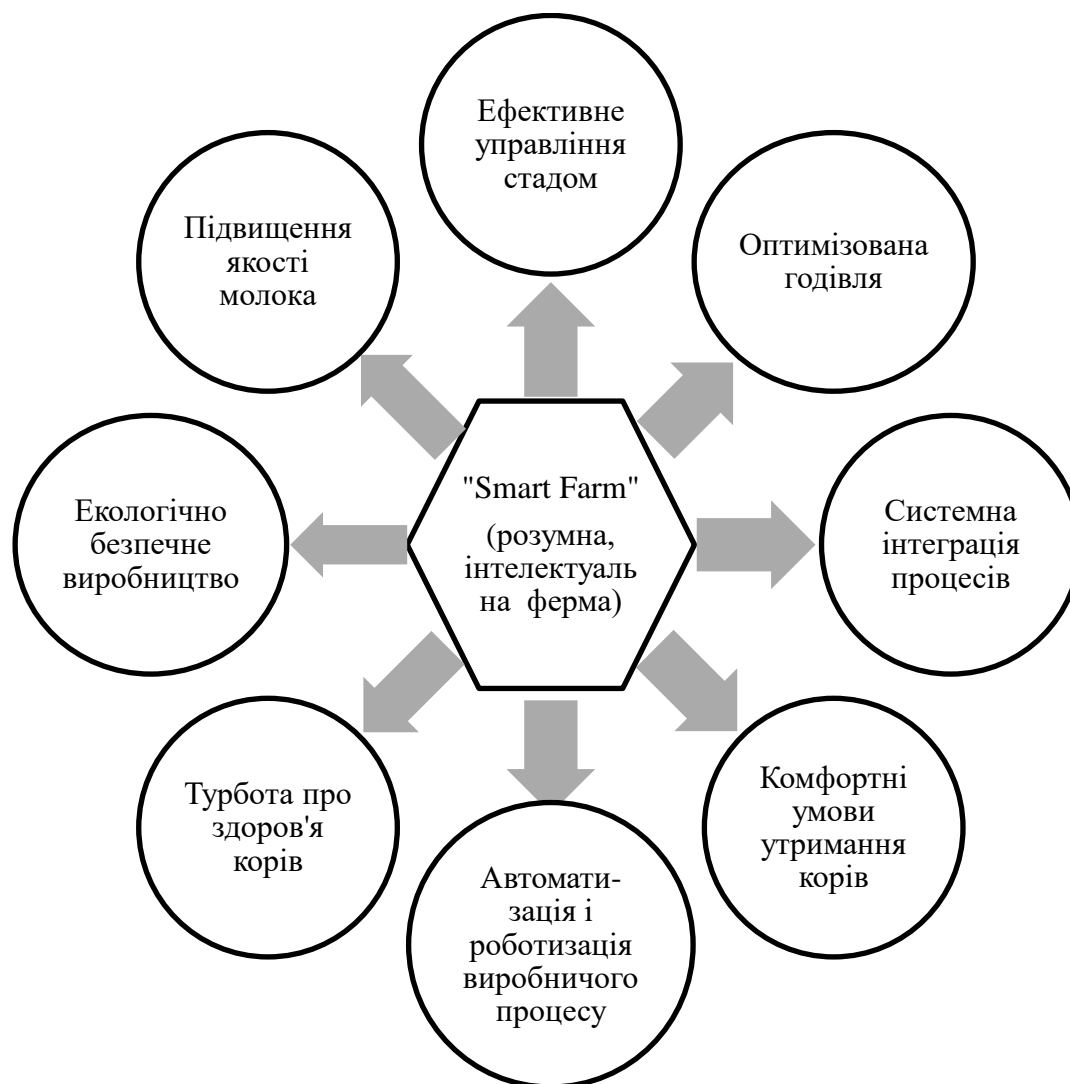 Ефективне
управління
стадом
Підвищення
якості
молока
Оптимізована
годівля
Екологічно
безпечне
виробництво
"Smart Farm"
(розумна,
інтелектуаль
на ферма)
Системна
інтеграція
процесів
Турбота про
здоров'я
корів
Комфортні
умови
утримання
корів
Автомати-
зація і
роботизація
виробничого
процесу